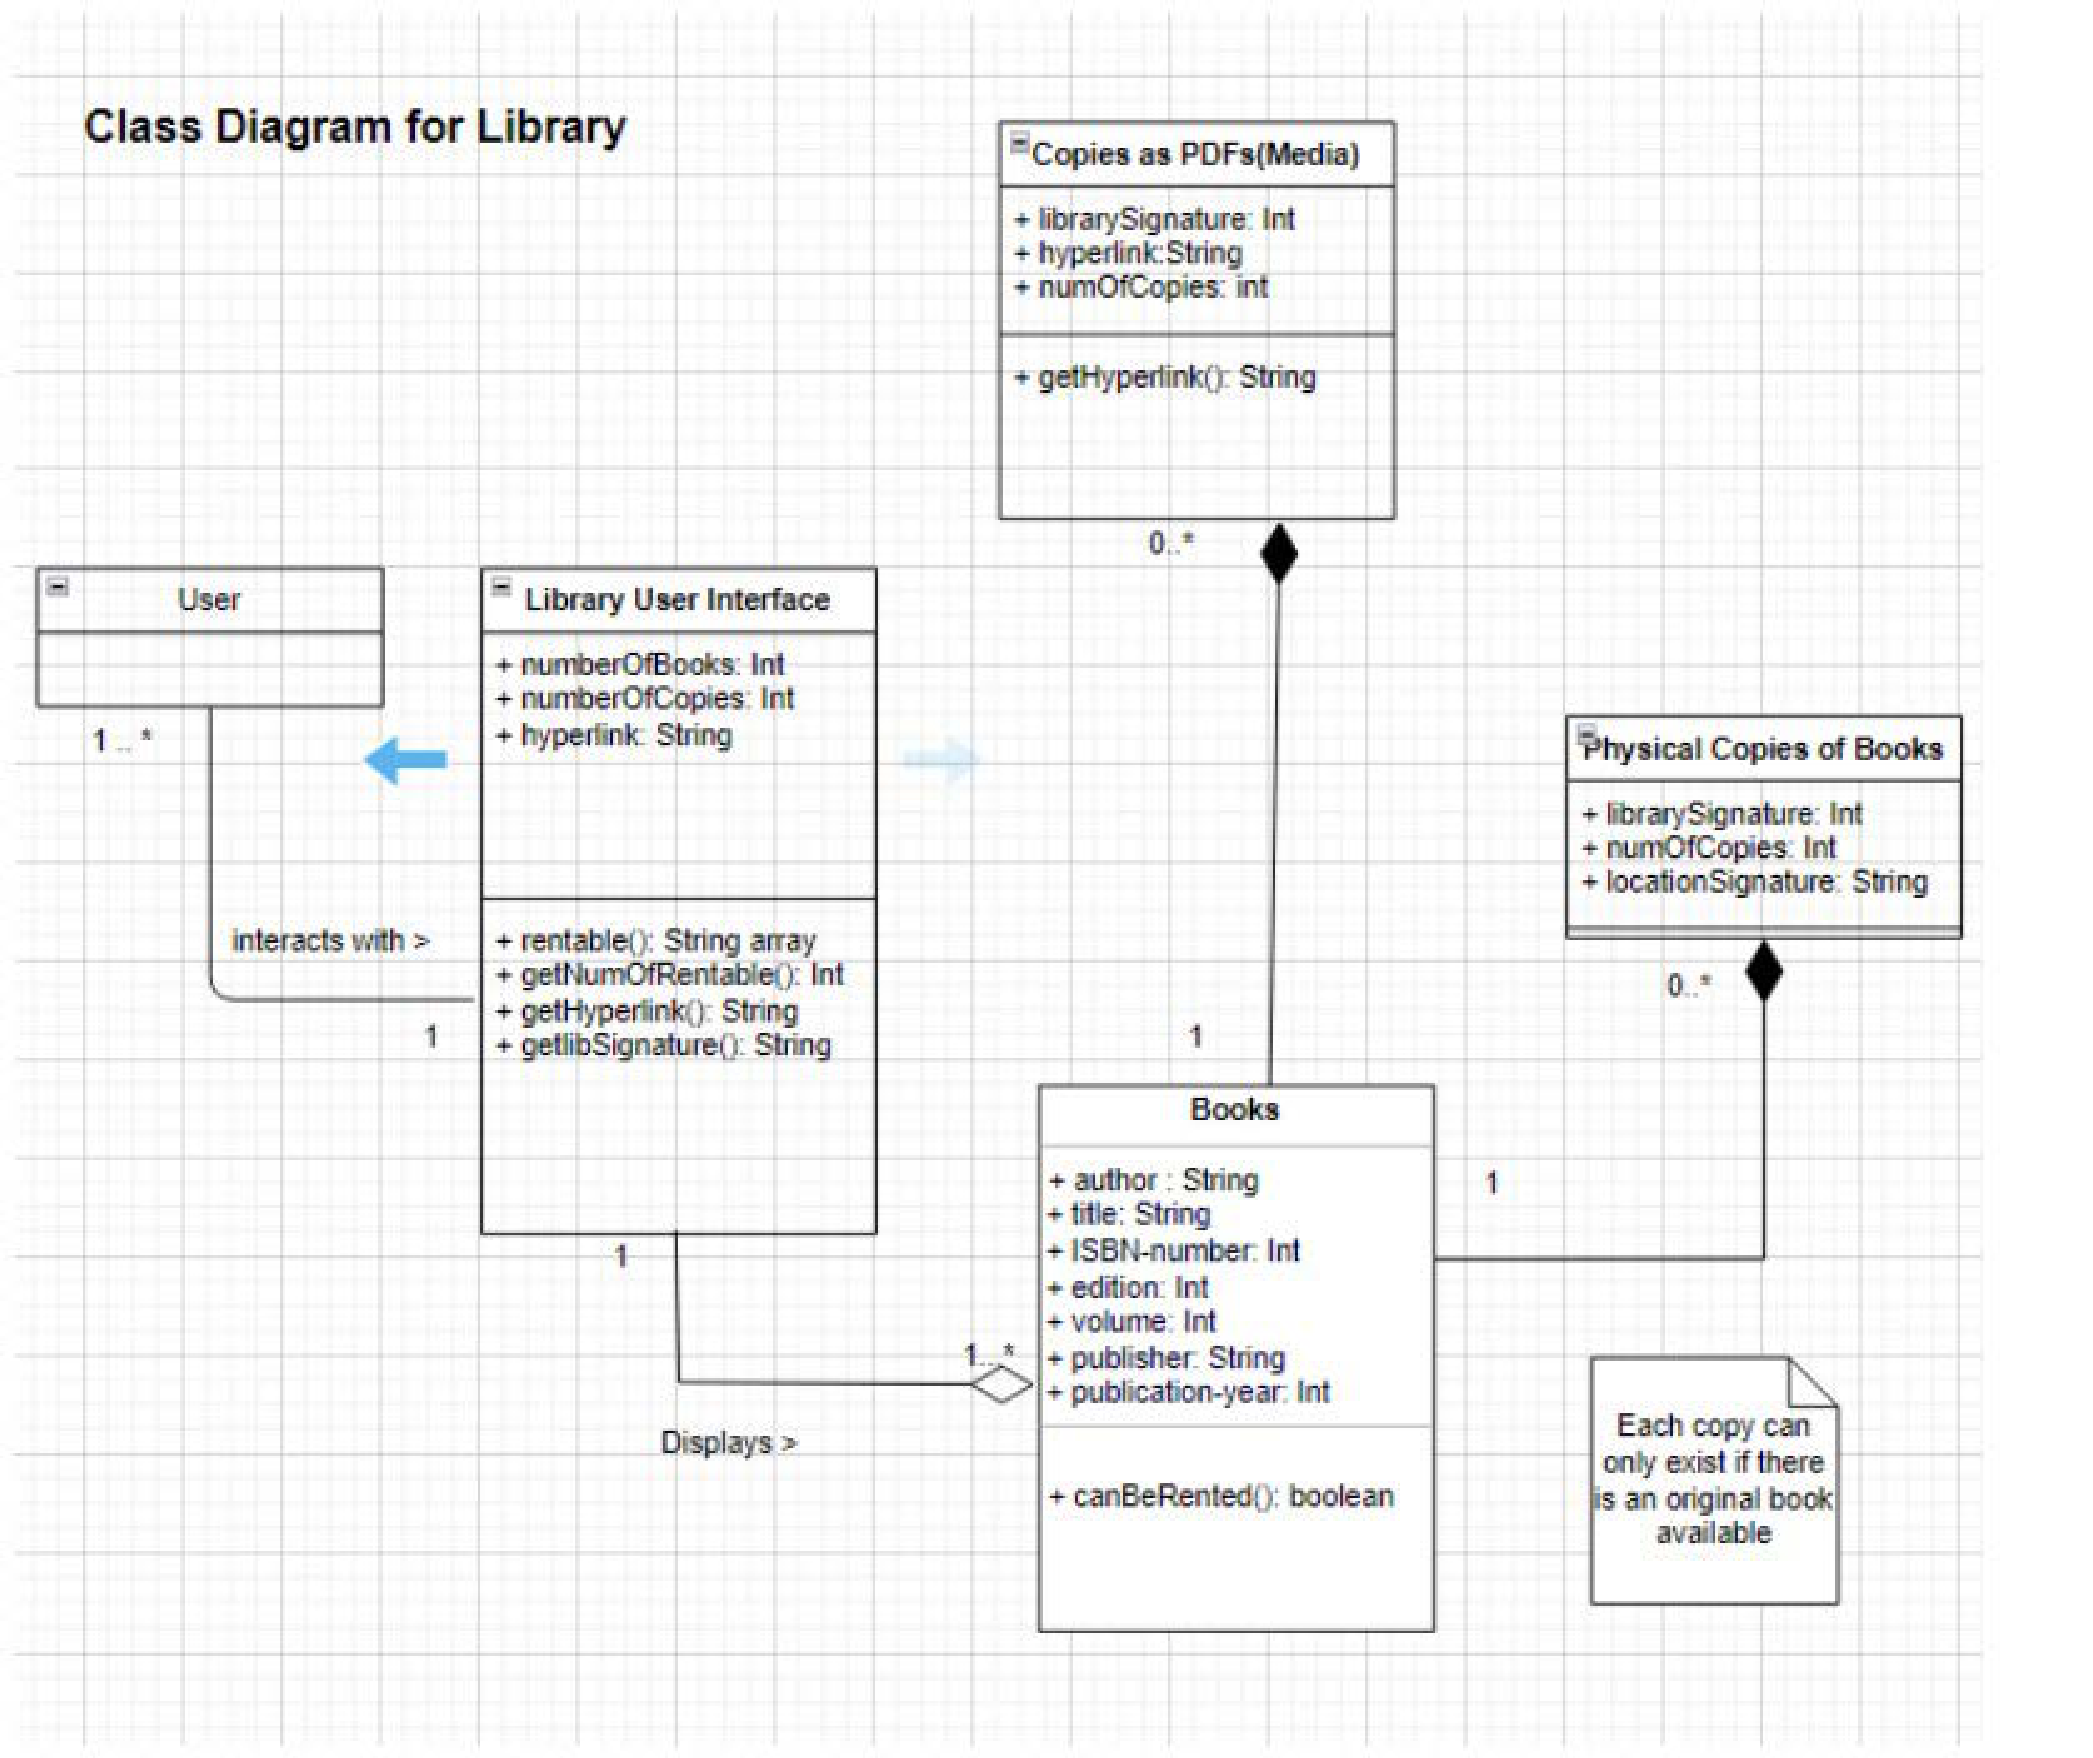 Class Diagram for Library
Copies as PDFs(Media)
+ librarySignature: Int
+ hyperlink:String
+ numOfCopies: int
+ getHyperlink(): String
0..*
User
1 .. *
interacts with >
1
Library User Interface
+ numberOfBooks: Int
+ numberOfCopies: Int
+ hyperlink: String
+ rentable(): String array
+ getNumOfRentable(): Int
+ getHyperlink(): String
+ getlibSignature(): String
1
Displays >
1...*
Physical Copies of Books
+ librarySignature: Int
+ numOfCopies: Int
+ locationSignature: String
0..*
1
1
Books
+ author : String
+ title: String
+ ISBN-number: Int
+ edition: Int
+ volume: Int
+ publisher: String
+ publication-year: Int
+ canBeRented(): boolean
Each copy can
only exist if there
is an original book
available